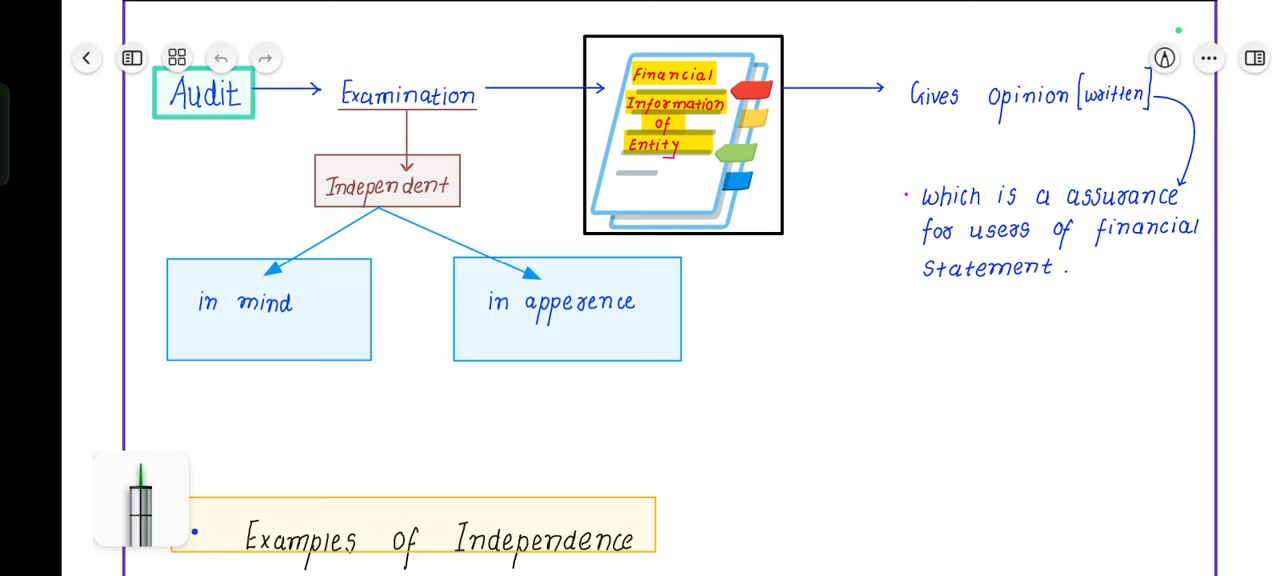 Audit
Examination
Financial
Information
of
Entity
Gives opinion [written]
Independent
• which is a assurance
for users of financial
statement.
in mind
in apperence
• Examples of Independence